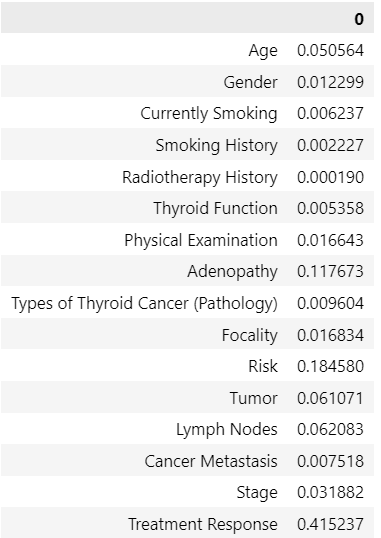 0
Age 0.050564
Gender 0.012299
Currently Smoking 0.006237
Smoking History 0.002227
Radiotherapy History 0.000190
Thyroid Function 0.005358
Physical Examination 0.016643
Adenopathy 0.117673
Types of Thyroid Cancer (Pathology) 0.009604
Focality 0.016834
Risk 0.184580
Tumor 0.061071
Lymph Nodes 0.062083
Cancer Metastasis 0.007518
Stage 0.031882
Treatment Response 0.415237